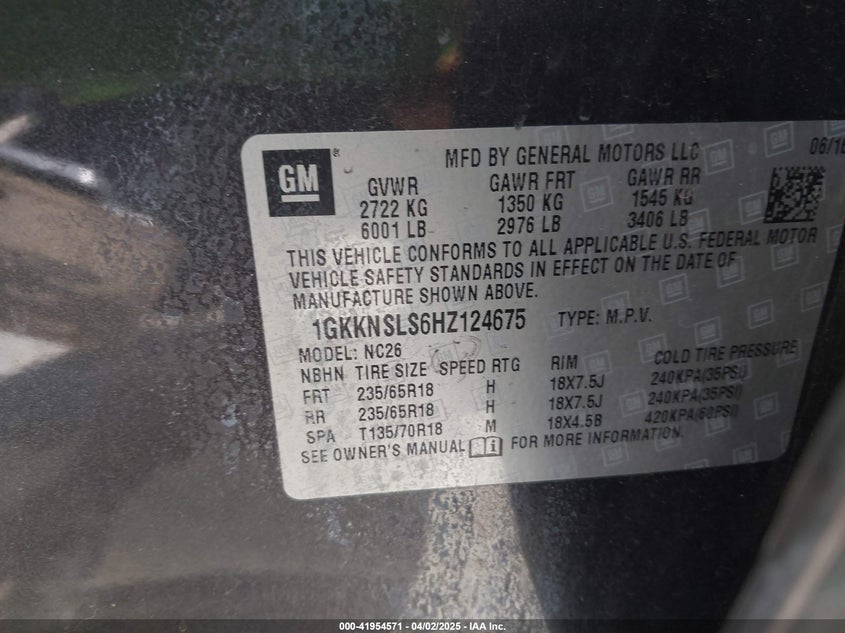 GM
MFD BY GENERAL MOTORS LLC 06/16
GVWR GAWR FRT GAWR RR
2722 KG 1350 KG 1545 KG
6001 LB 2976 LB 3406 LB
THIS VEHICLE CONFORMS TO ALL APPLICABLE U.S. FEDERAL MOTOR
VEHICLE SAFETY STANDARDS IN EFFECT ON THE DATE OF
MANUFACTURE SHOWN ABOVE.
1GKKNSLS6HZ124675 TYPE: M.P.V.
MODEL: NC26
NBHN TIRE SIZE SPEED RTG RIM COLD TIRE PRESSURE
FRT 235/65R18 H 18X7.5J 240KPA(35PSI)
RR 235/65R18 H 18X7.5J 240KPA(35PSI)
SPA T135/70R18 M 18X4.5B 420KPA(60PSI)
SEE OWNER'S MANUAL FOR MORE INFORMATION.
000-41954571 - 04/02/2025 - IAA Inc.